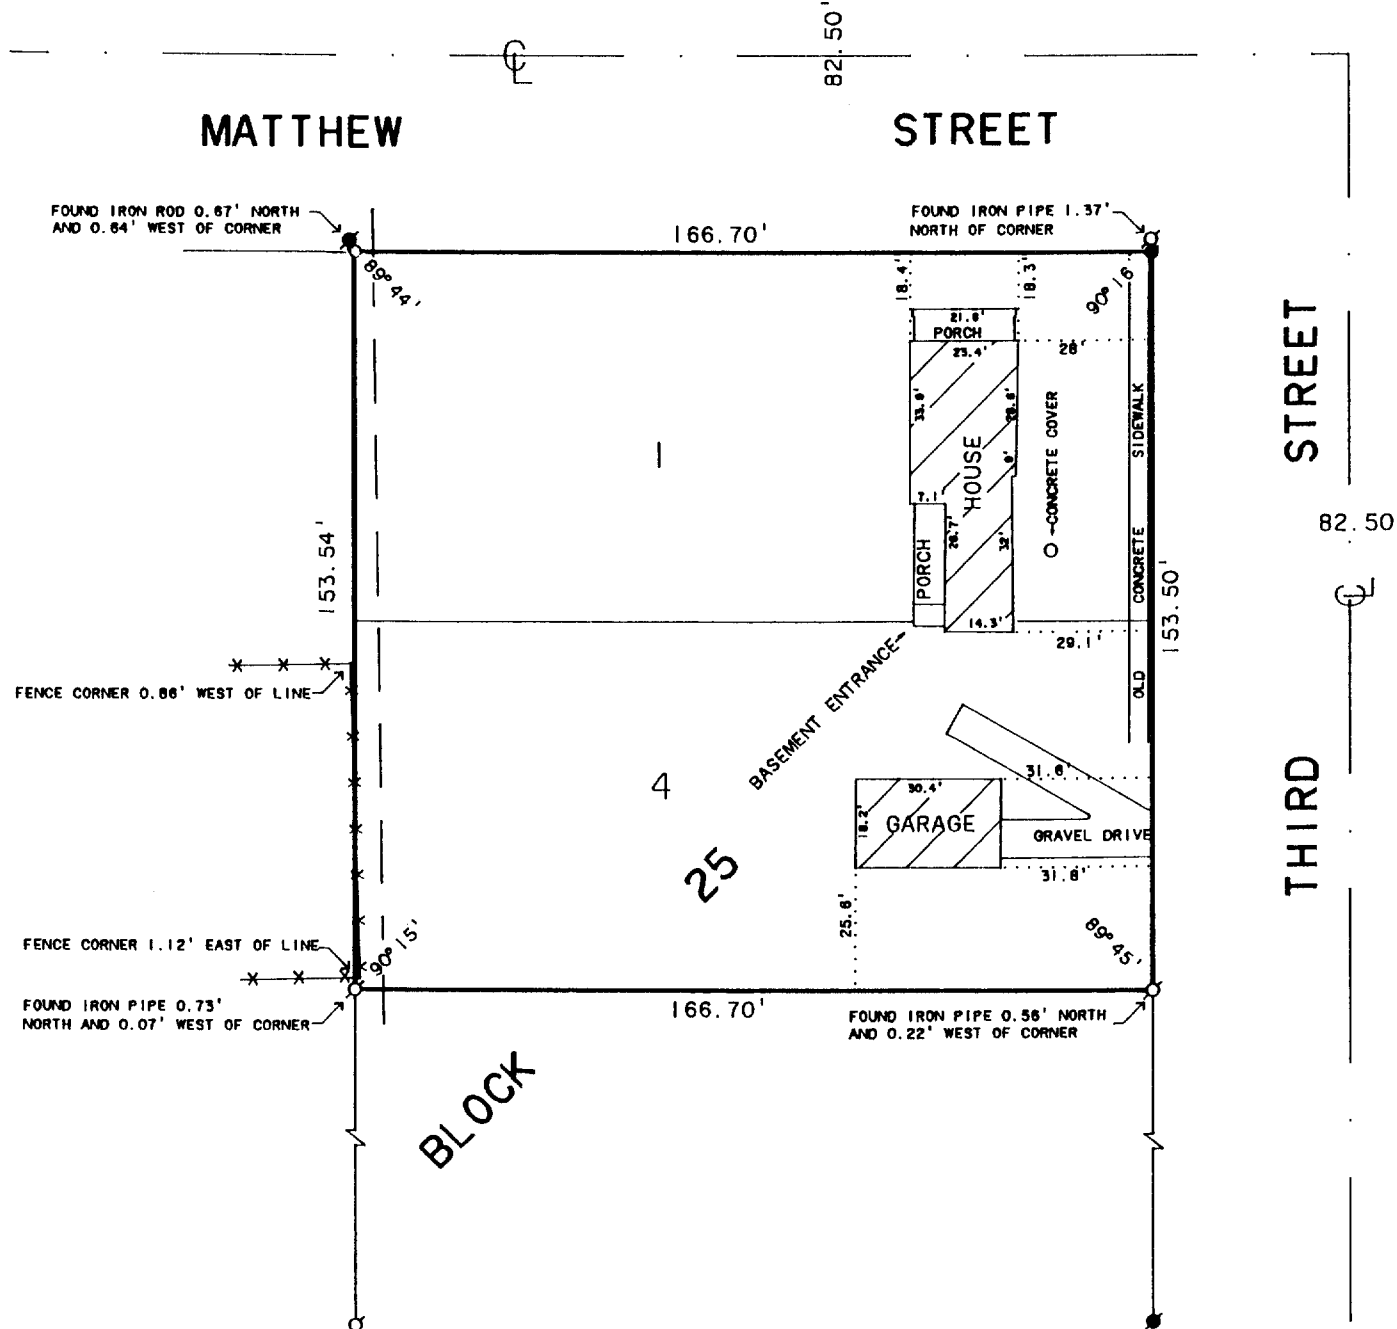 82.50'
CL
MATTHEW STREET
FOUND IRON ROD 0.67' NORTH
AND 0.64' WEST OF CORNER
FOUND IRON PIPE 1.37'
NORTH OF CORNER
166.70'
89°44'
90°16'
18.4'
18.3'
PORCH
23.4'
28'
HOUSE
CONCRETE COVER
OLD CONCRETE SIDEWALK
THIRD STREET
82.50
CL
1
7.1'
32'
PORCH
153.54'
153.50'
14.3'
29.1'
FENCE CORNER 0.86' WEST OF LINE
BASEMENT ENTRANCE
4
25
31.6'
30.4'
18.2'
GARAGE
GRAVEL DRIVE
31.8'
25.6'
89°45'
FENCE CORNER 1.12' EAST OF LINE
90°15'
FOUND IRON PIPE 0.73'
NORTH AND 0.07' WEST OF CORNER
166.70'
FOUND IRON PIPE 0.56' NORTH
AND 0.22' WEST OF CORNER
BLOCK